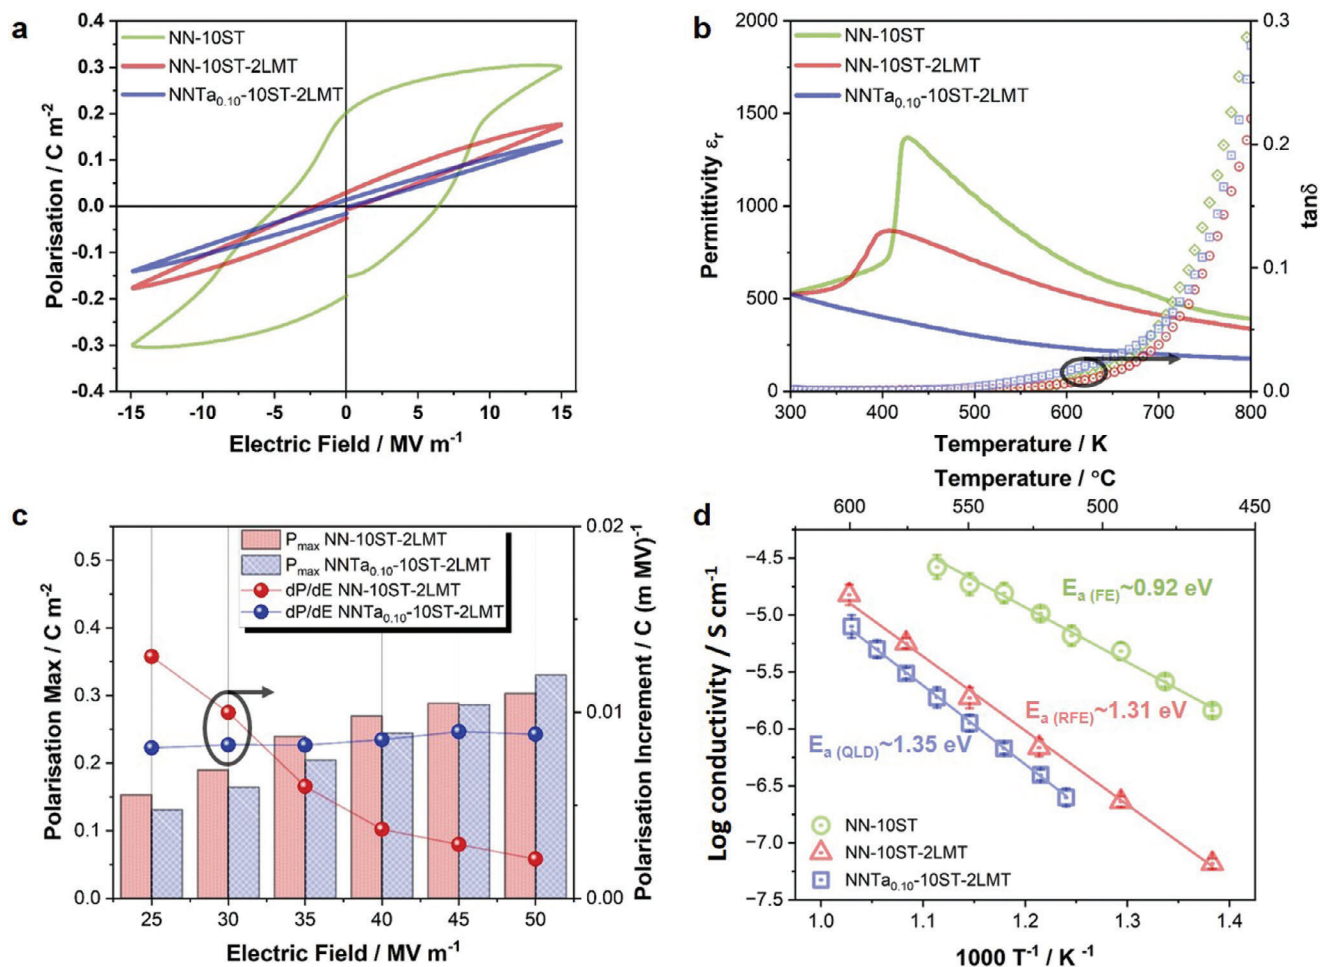 a
NN-10ST
NN-10ST-2LMT
NNTa0.10-10ST-2LMT
0.4
0.3
0.2
0.1
0.0
-0.1
-0.2
-0.3
-0.4
Polarisation / C m-2
-15 -10 -5 0 5 10 15
Electric Field / MV m-1
b
NN-10ST
NN-10ST-2LMT
NNTa0.10-10ST-2LMT
2000
1750
1500
1250
1000
750
500
250
0
Permittivity εr
0.3
0.2
0.1
0.0
tanδ
300 400 500 600 700 800
Temperature / K
c
Pmax NN-10ST-2LMT
Pmax NNTa0.10-10ST-2LMT
dP/dE NN-10ST-2LMT
dP/dE NNTa0.10-10ST-2LMT
0.5
0.4
0.3
0.2
0.1
0.0
Polarisation Max / C m-2
0.02
0.01
0.00
Polarisation Increment / C (m MV)-1
25 30 35 40 45 50
Electric Field / MV m-1
d
Temperature / °C
600 550 500 450
-4.5
-5.0
-5.5
-6.0
-6.5
-7.0
-7.5
Log conductivity / S cm-1
Ea (FE)~0.92 eV
Ea (RFE)~1.31 eV
Ea (QLD)~1.35 eV
NN-10ST
NN-10ST-2LMT
NNTa0.10-10ST-2LMT
1.0 1.1 1.2 1.3 1.4
1000 T-1 / K-1